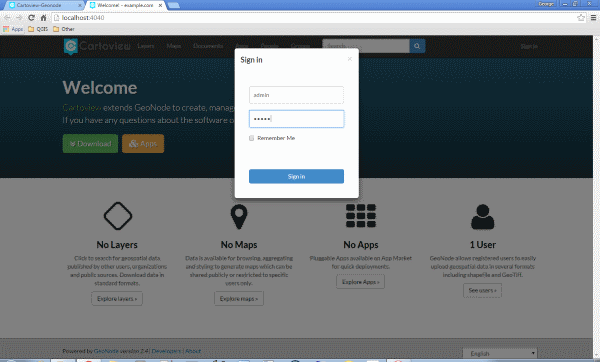 Cartoview-Geonode
Welcome! - example.com
George
localhost:4040
Apps
QGIS
Other
Cartoview
Layers
Maps
Documents
Apps
People
Groups
Search
Sign in
Sign in
×
admin
•••••
Remember Me
Sign in
Welcome
Cartoview extends GeoNode to create, mana
If you have any questions about the software o
Download
Apps
No Layers
Click to search for geospatial data
published by other users, organizations
and public sources. Download data in
standard formats.
Explore layers »
No Maps
Data is available for browsing, aggregating
and styling to generate maps which can be
shared publicly or restricted to specific
users only.
Explore maps »
No Apps
Pluggable Apps available an App Market
for quick deployments.
Explore Apps »
1 User
GeoNode allows registered users to easily
upload geospatial data in several formats
including shapefile and GeoTiff.
See users »
Powered by GeoNode version 2.4 | Developers | About
English